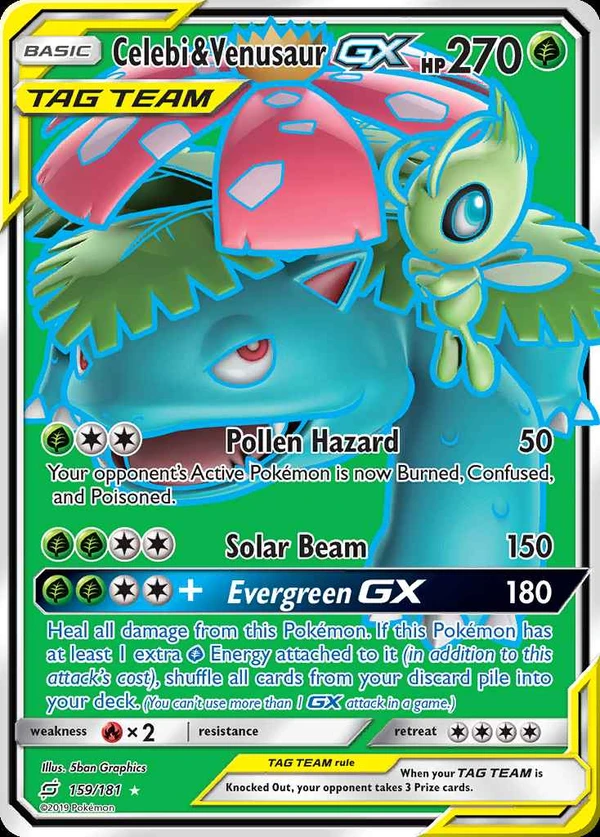 BASIC Celebi&Venusaur GX HP270
TAG TEAM
Pollen Hazard 50
Your opponent's Active Pokémon is now Burned, Confused,
and Poisoned.
Solar Beam 150
+ Evergreen GX 180
Heal all damage from this Pokémon. If this Pokémon has
at least 1 extra Energy attached to it (in addition to this
attack's cost), shuffle all cards from your discard pile into
your deck. (You can't use more than 1 GX attack in a game.)
weakness ×2 resistance retreat
Illus. 5ban Graphics
TAG TEAM rule
When your TAG TEAM is
Knocked Out, your opponent takes 3 Prize cards.
159/181
©2019 Pokémon